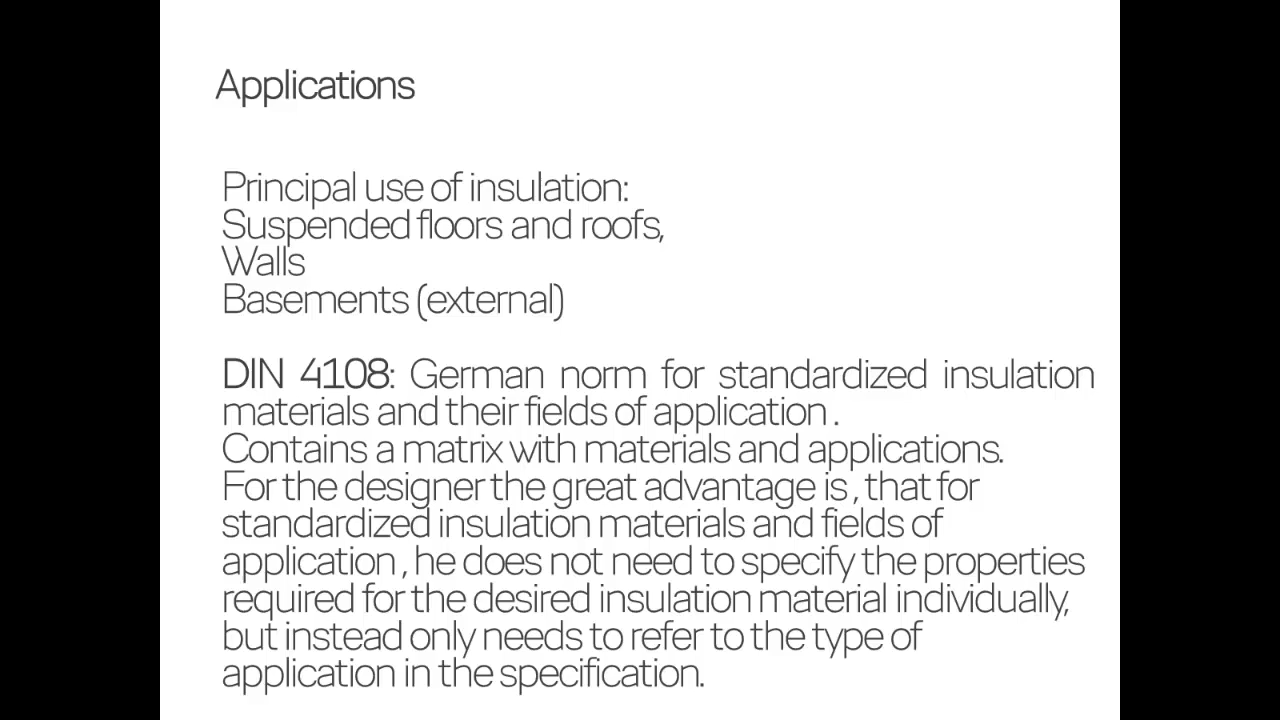 Applications
Principal use of insulation:
Suspended floors and roofs,
Walls
Basements (external)
DIN 4108: German norm for standardized insulation
materials and their fields of application .
Contains a matrix with materials and applications.
For the designer the great advantage is , that for
standardized insulation materials and fields of
application , he does not need to specify the properties
required for the desired insulation material individually,
but instead only needs to refer to the type of
application in the specification.